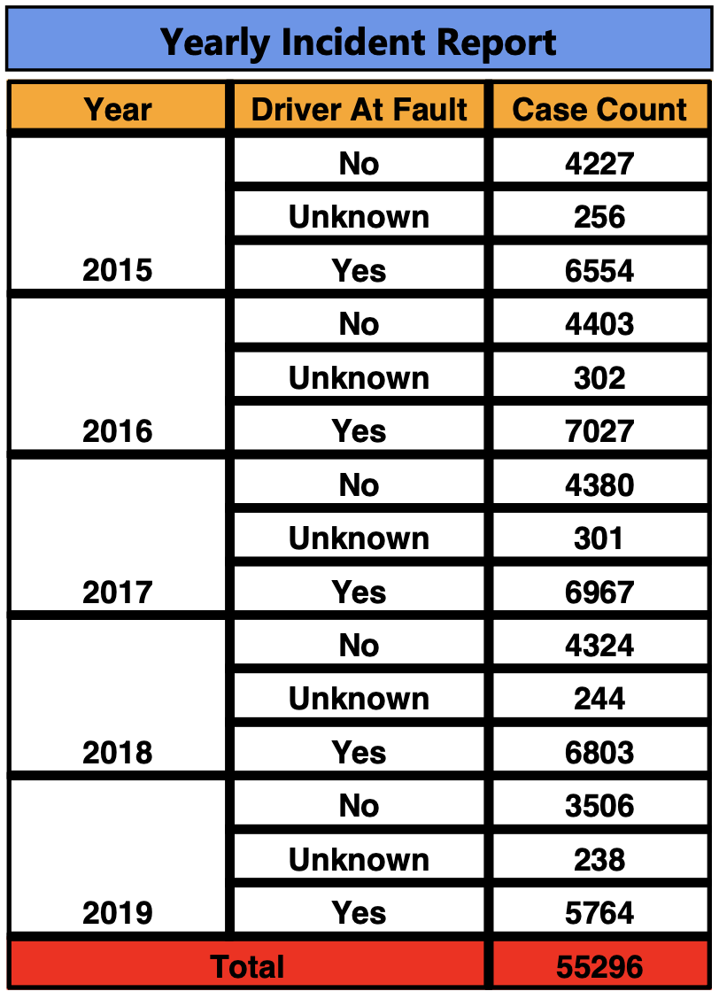 Yearly Incident Report
Year Driver At Fault Case Count
No 4227
Unknown 256
2015 Yes 6554
No 4403
Unknown 302
2016 Yes 7027
No 4380
Unknown 301
2017 Yes 6967
No 4324
Unknown 244
2018 Yes 6803
No 3506
Unknown 238
2019 Yes 5764
Total 55296